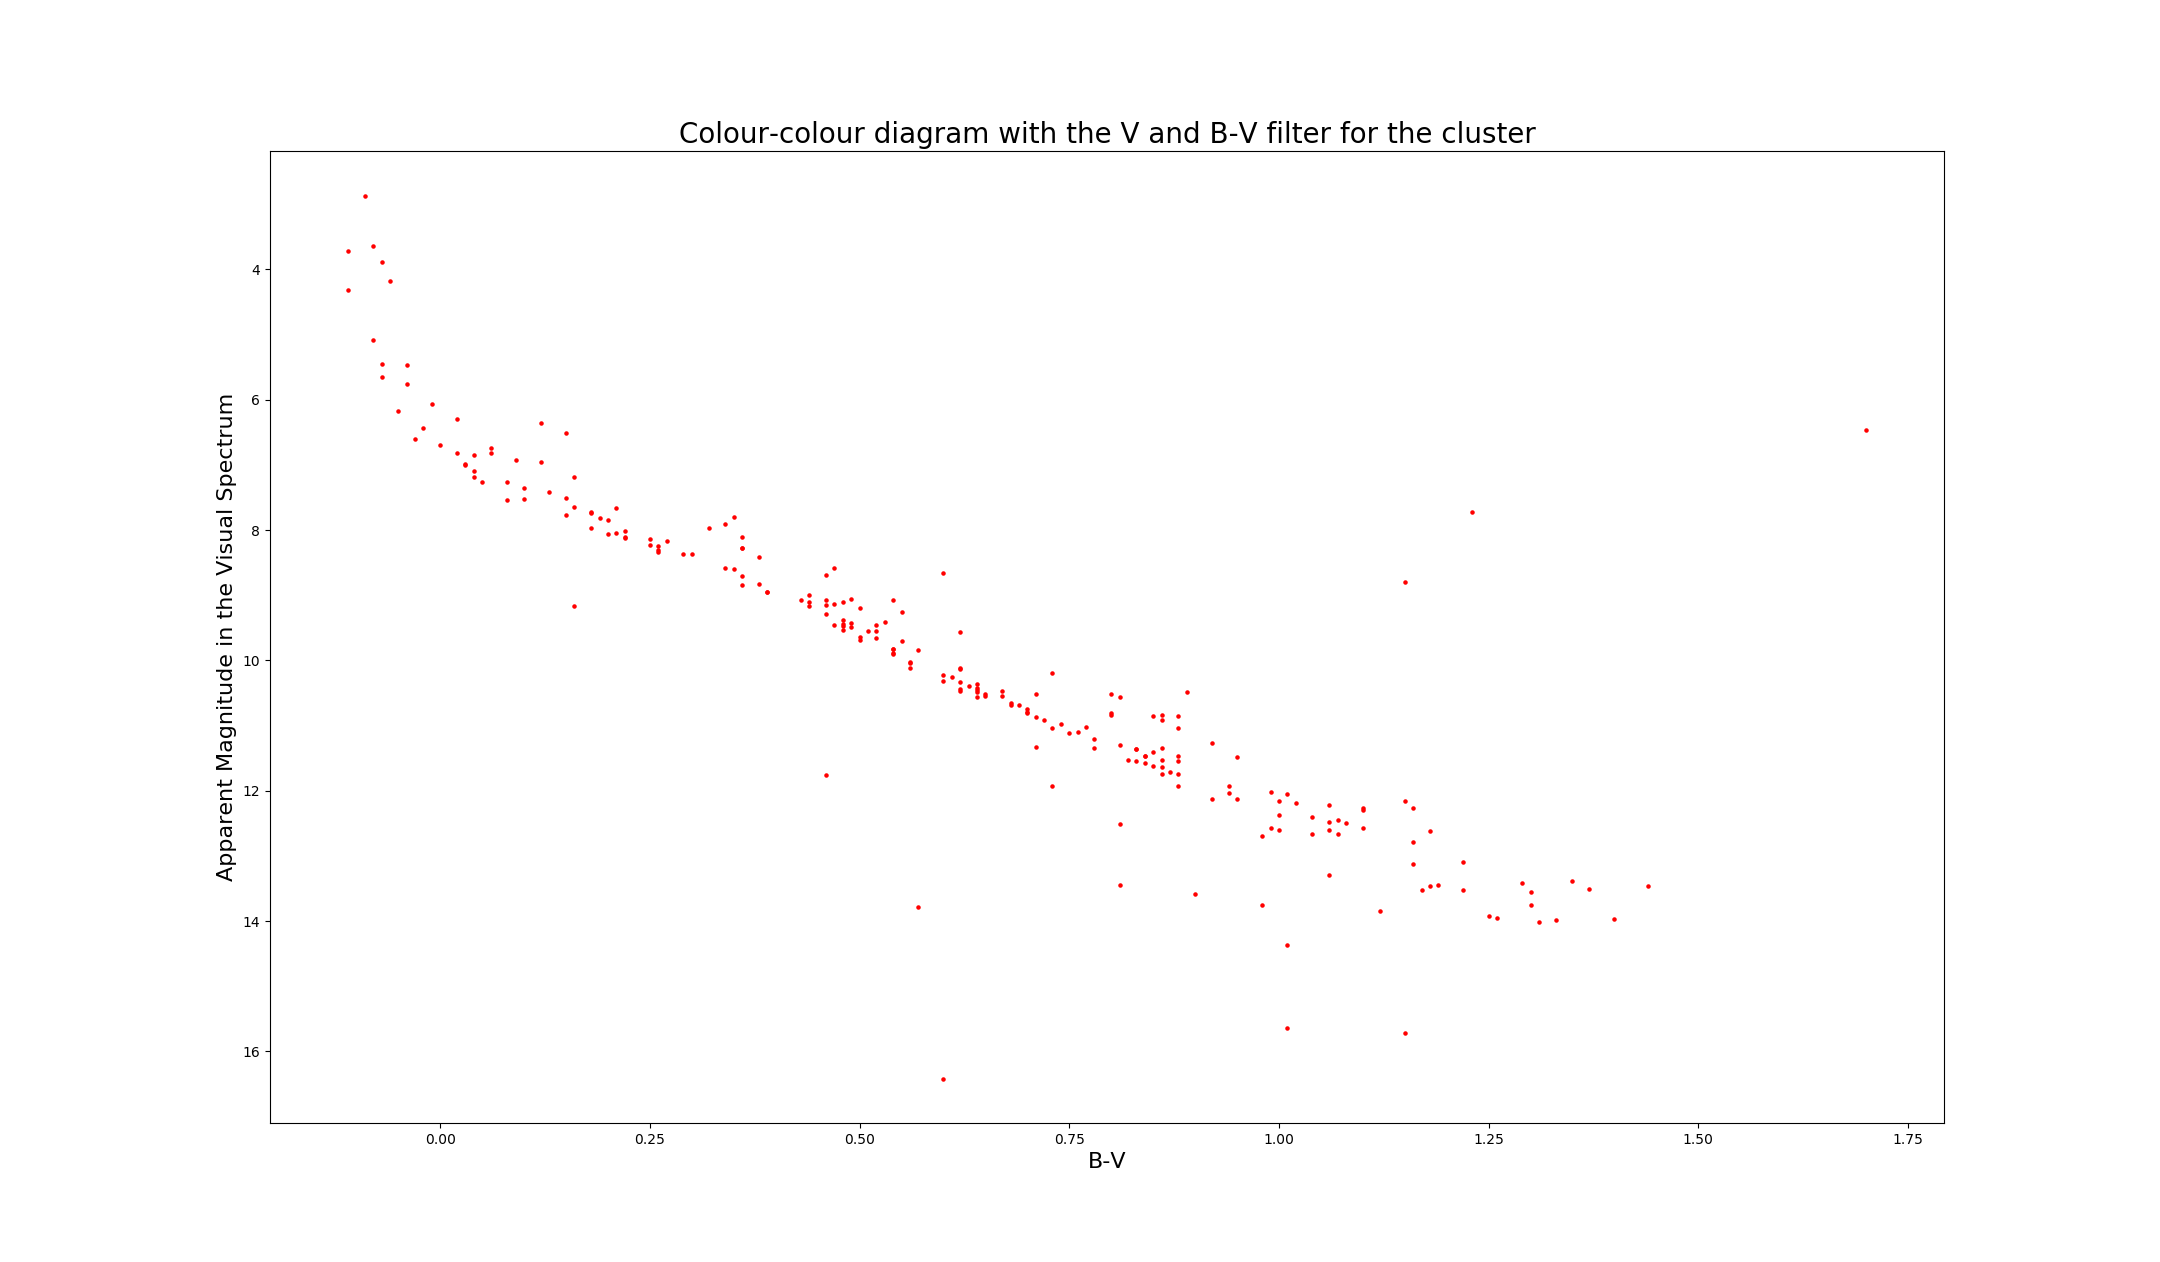 Colour-colour diagram with the V and B-V filter for the cluster
Apparent Magnitude in the Visual Spectrum
4
6
8
10
12
14
16
0.00 0.25 0.50 0.75 1.00 1.25 1.50 1.75
B-V